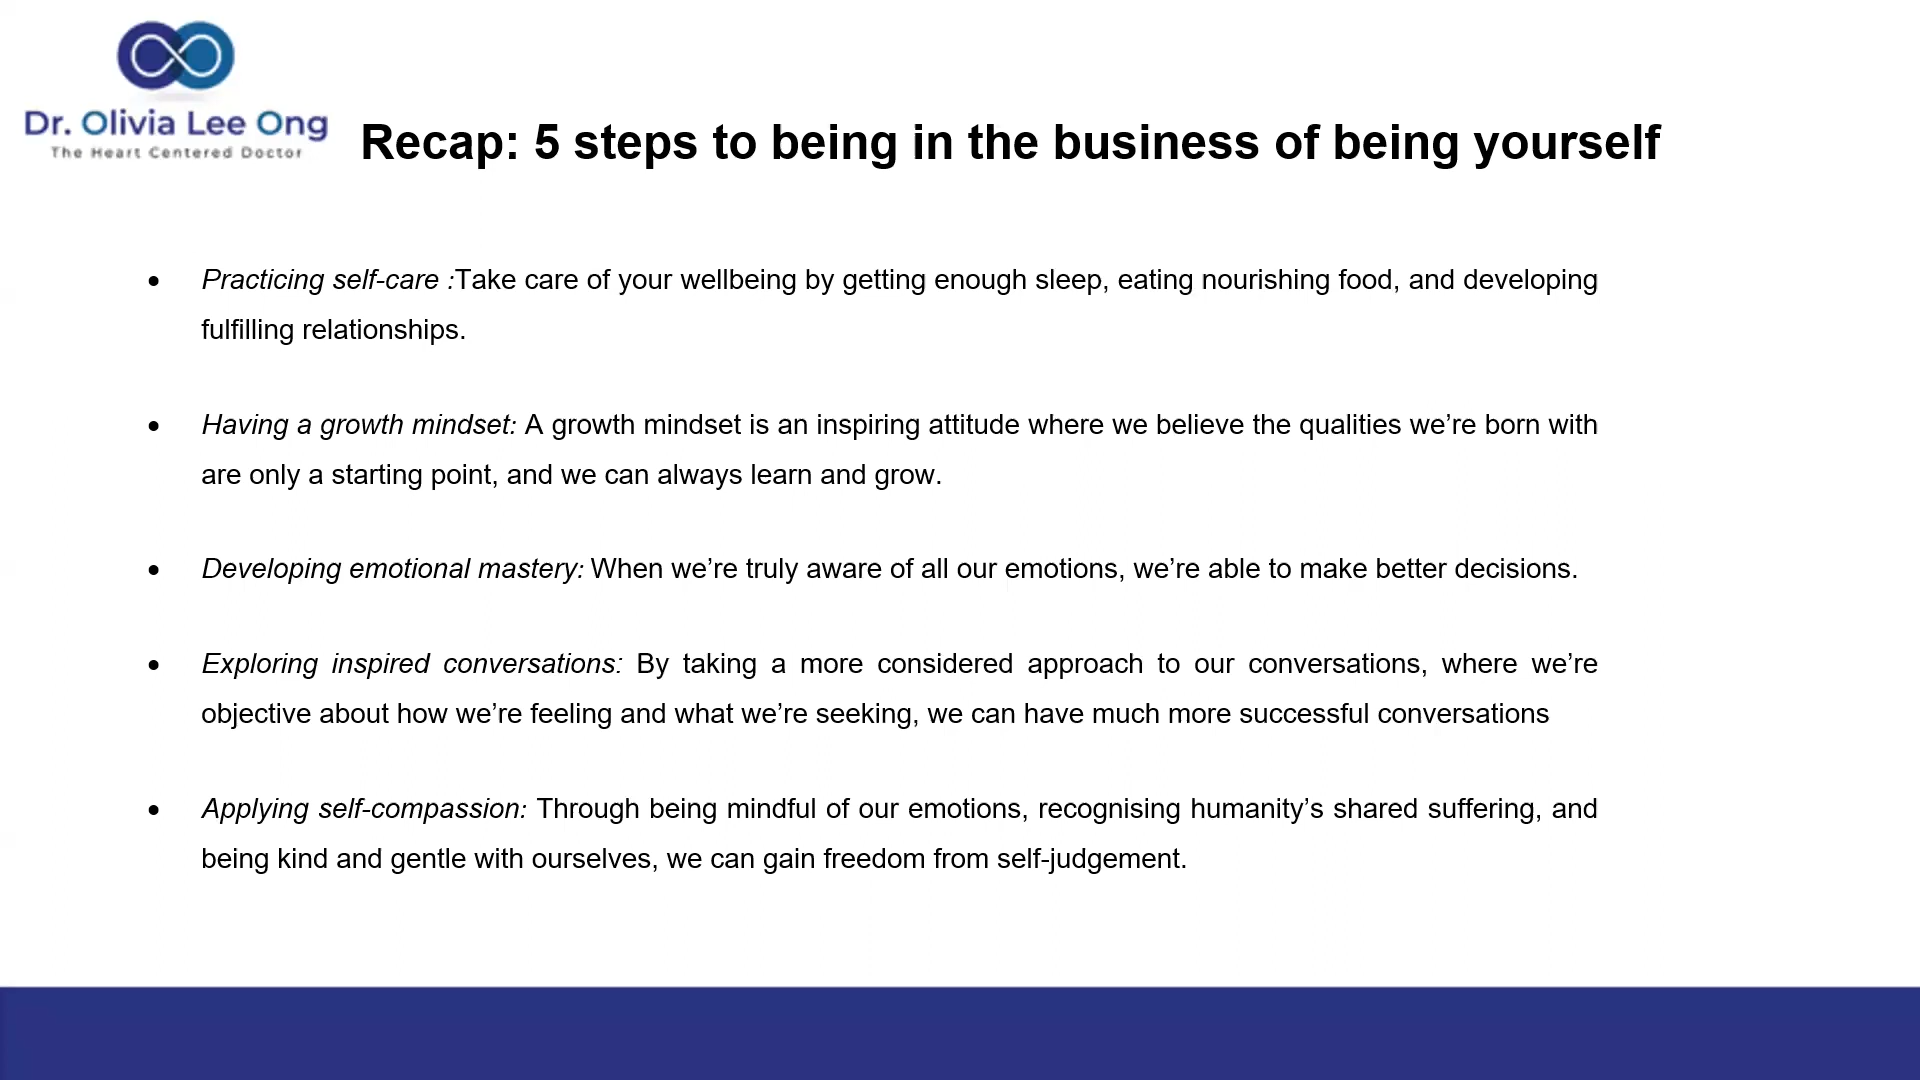 Dr. Olivia Lee Ong
The Heart Centered Doctor
Recap: 5 steps to being in the business of being yourself
• Practicing self-care :Take care of your wellbeing by getting enough sleep, eating nourishing food, and developing
fulfilling relationships.
• Having a growth mindset: A growth mindset is an inspiring attitude where we believe the qualities we’re born with
are only a starting point, and we can always learn and grow.
• Developing emotional mastery: When we’re truly aware of all our emotions, we’re able to make better decisions.
• Exploring inspired conversations: By taking a more considered approach to our conversations, where we’re
objective about how we’re feeling and what we’re seeking, we can have much more successful conversations
• Applying self-compassion: Through being mindful of our emotions, recognising humanity’s shared suffering, and
being kind and gentle with ourselves, we can gain freedom from self-judgement.